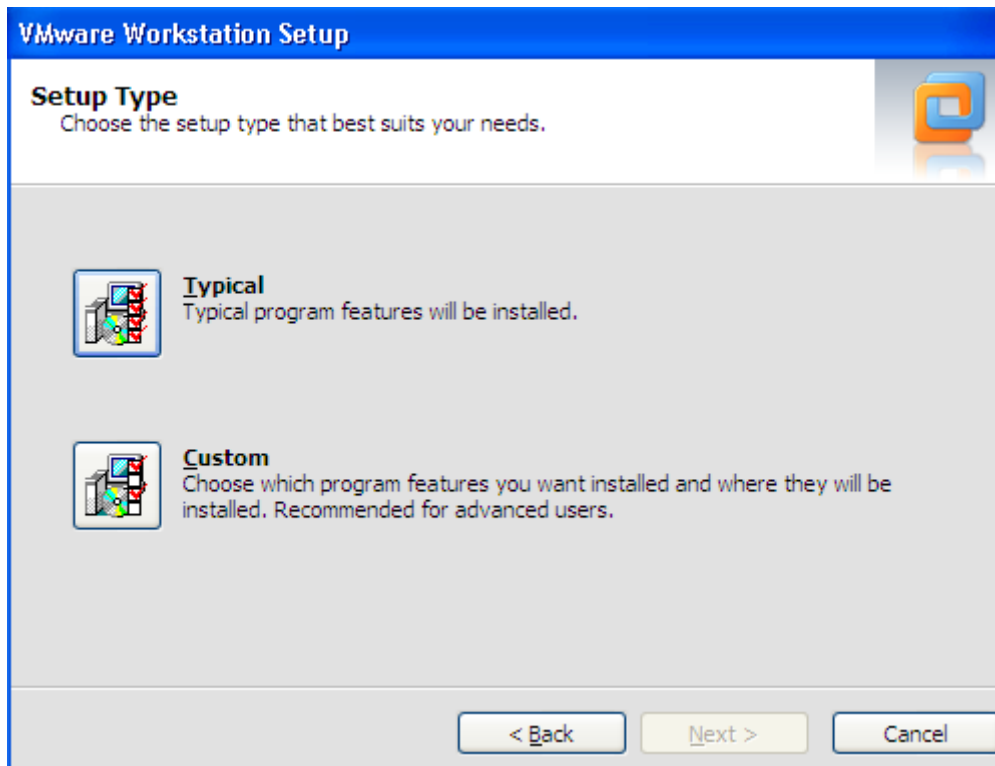 VMware Workstation Setup
Setup Type
Choose the setup type that best suits your needs.
Typical
Typical program features will be installed.
Custom
Choose which program features you want installed and where they will be
installed. Recommended for advanced users.
< Back Next > Cancel